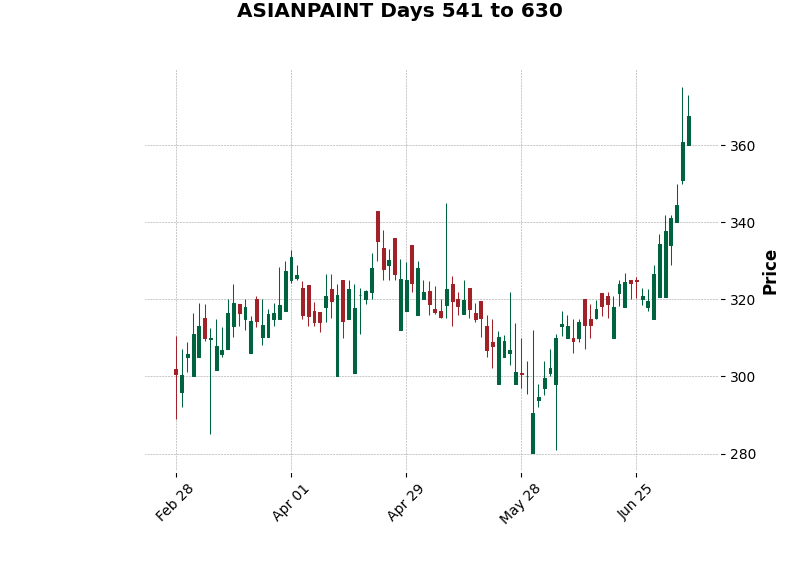 ASIANPAINT Days 541 to 630
360
340
320
300
280
Price
Feb 28
Apr 01
Apr 29
May 28
Jun 25